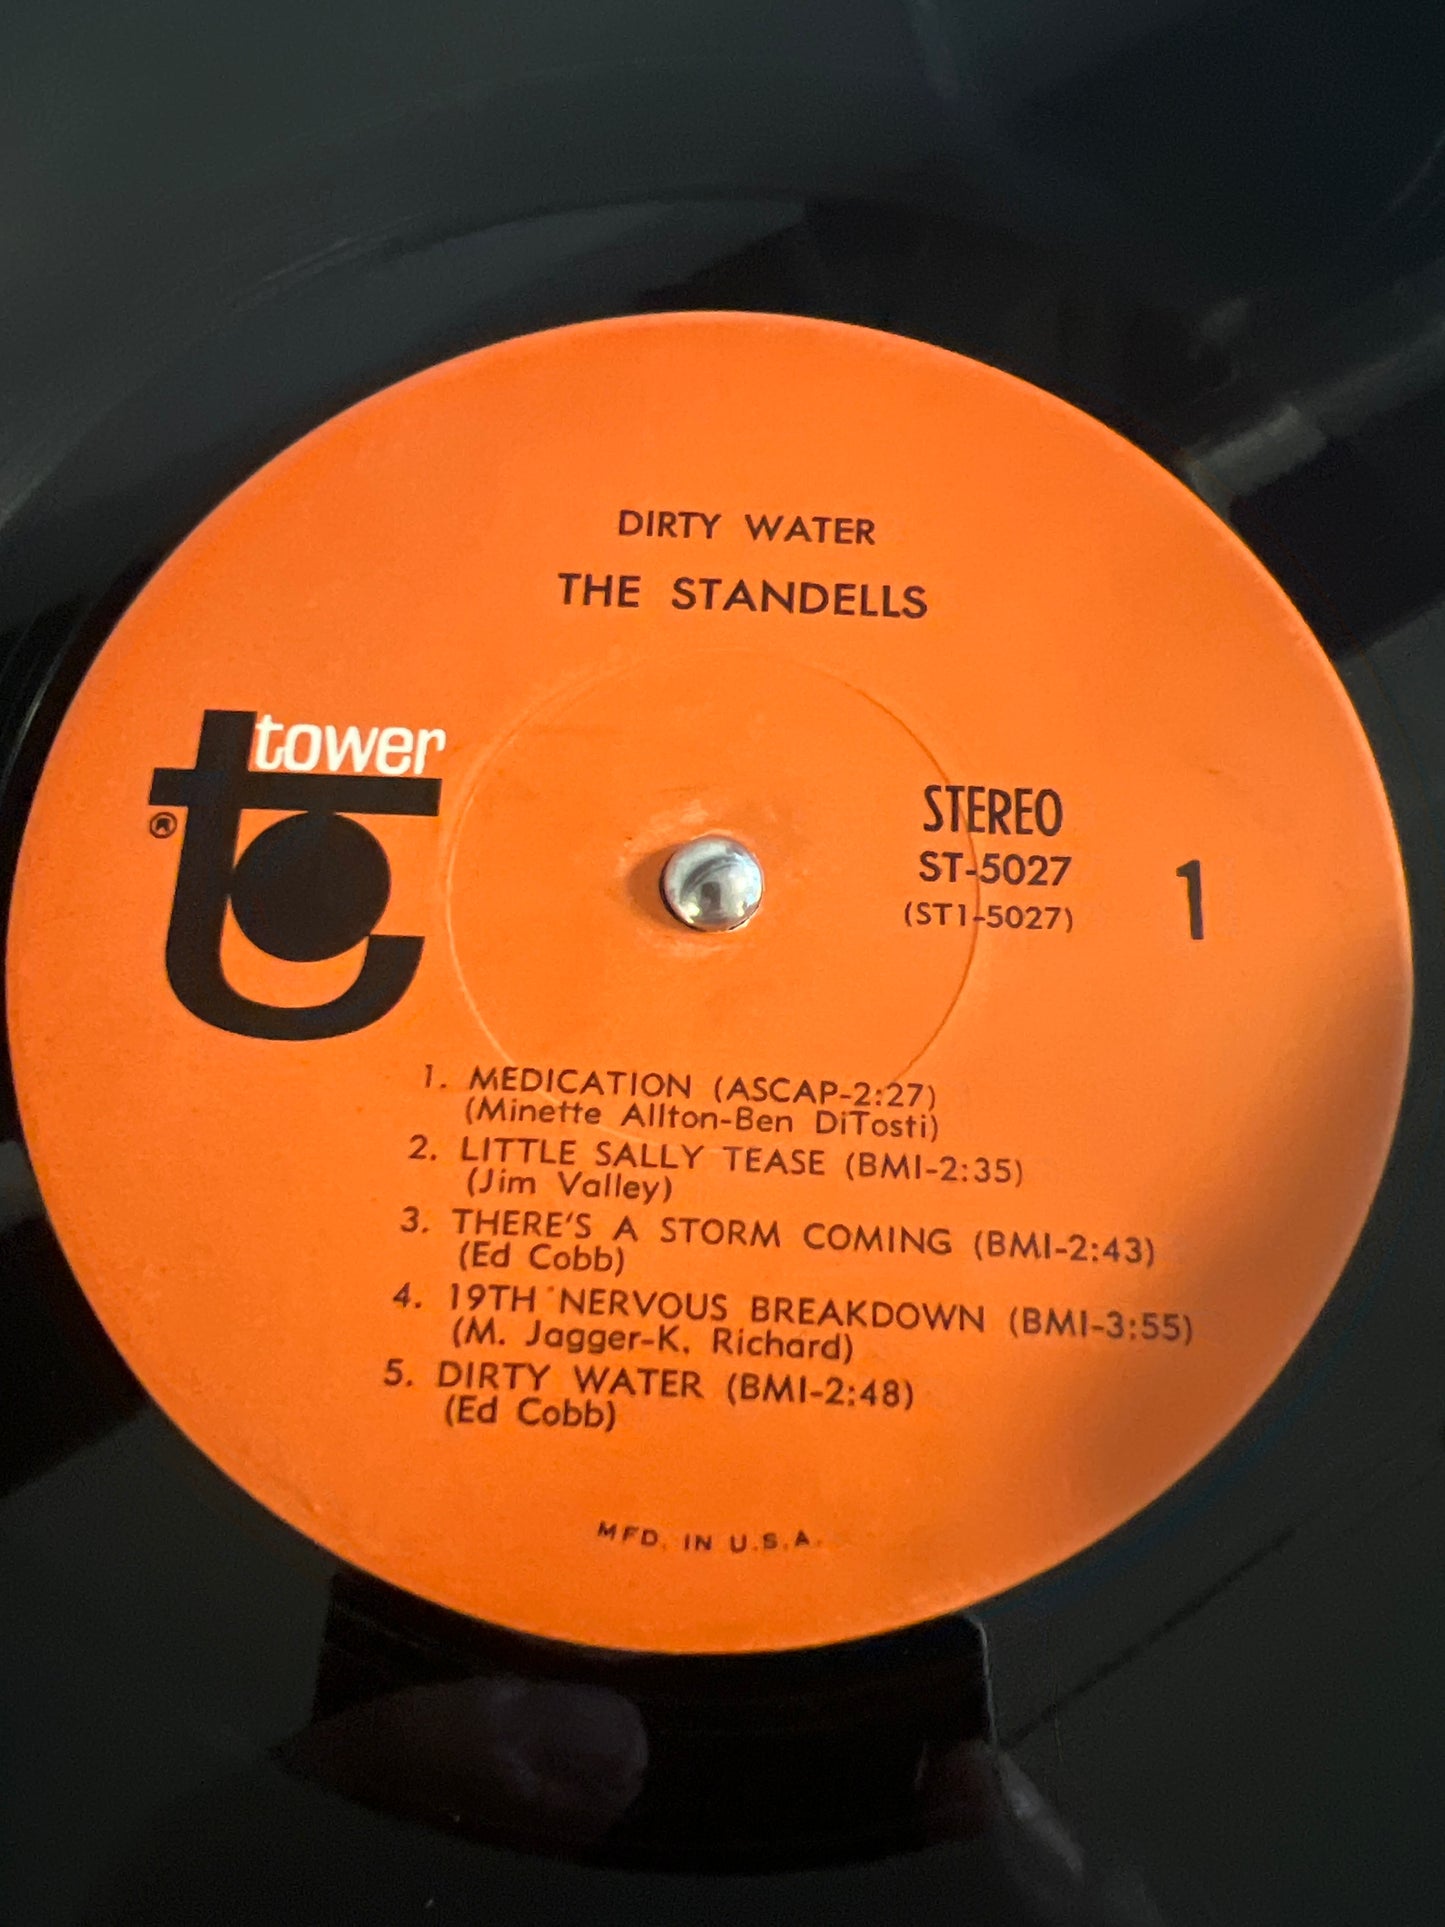 DIRTY WATER
THE STANDELLS
tower
®
STEREO
ST-5027
(ST1-5027)
1
1. MEDICATION (ASCAP-2:27)
(Minette Allton-Ben DiTosti)
2. LITTLE SALLY TEASE (BMI-2:35)
(Jim Valley)
3. THERE'S A STORM COMING (BMI-2:43)
(Ed Cobb)
4. 19TH NERVOUS BREAKDOWN (BMI-3:55)
(M. Jagger-K. Richard)
5. DIRTY WATER (BMI-2:48)
(Ed Cobb)
MFD. IN U.S.A.